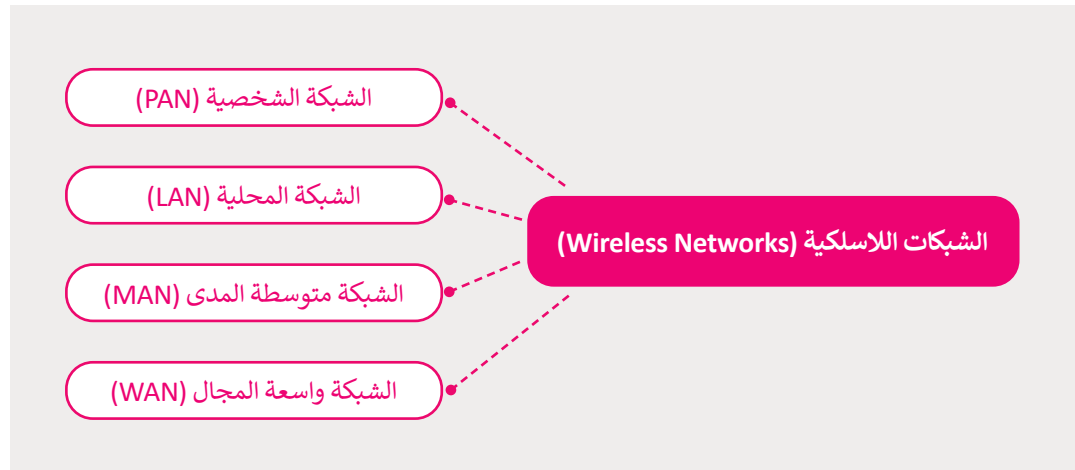 الشبكات اللاسلكية (Wireless Networks)
الشبكة الشخصية (PAN)
الشبكة المحلية (LAN)
الشبكة متوسطة المدى (MAN)
الشبكة واسعة المجال (WAN)